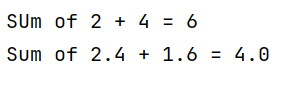 SUm of 2 + 4 = 6
Sum of 2.4 + 1.6 = 4.0